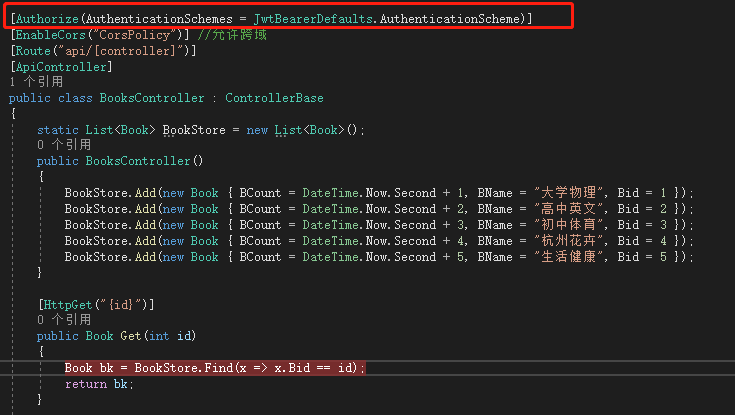 [Authorize(AuthenticationSchemes = JwtBearerDefaults.AuthenticationScheme)]
[EnableCors("CorsPolicy")] //允许跨域
[Route("api/[controller]")]
[ApiController]
1 个引用
public class BooksController : ControllerBase
{
static List<Book> BookStore = new List<Book>();
0 个引用
public BooksController()
{
BookStore.Add(new Book { BCount = DateTime.Now.Second + 1, BName = "大学物理", Bid = 1 });
BookStore.Add(new Book { BCount = DateTime.Now.Second + 2, BName = "高中英文", Bid = 2 });
BookStore.Add(new Book { BCount = DateTime.Now.Second + 3, BName = "初中体育", Bid = 3 });
BookStore.Add(new Book { BCount = DateTime.Now.Second + 4, BName = "杭州花卉", Bid = 4 });
BookStore.Add(new Book { BCount = DateTime.Now.Second + 5, BName = "生活健康", Bid = 5 });
}
[HttpGet("{id}")]
0 个引用
public Book Get(int id)
{
Book bk = BookStore.Find(x => x.Bid == id);
return bk;
}